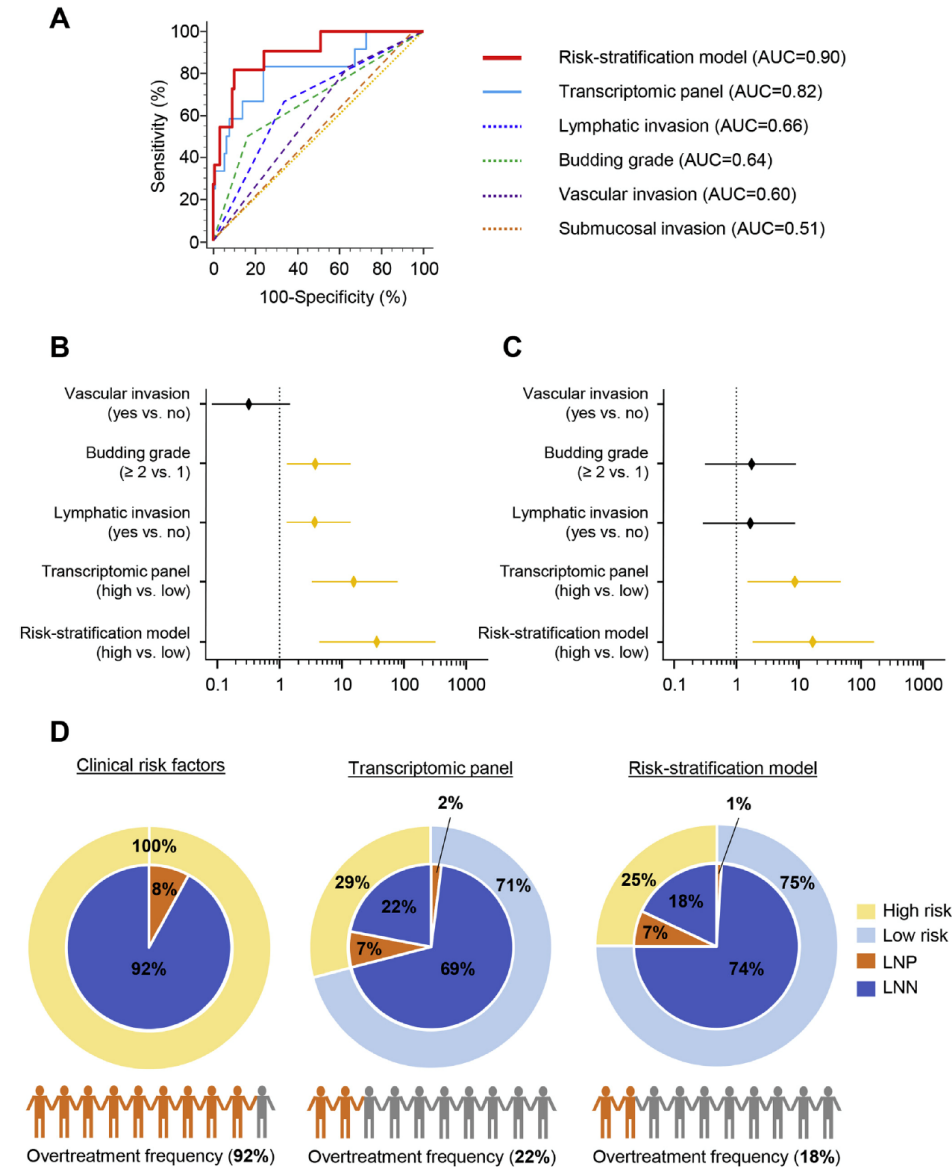 A
Sensitivity (%)
100
80
60
40
20
0
0 20 40 60 80 100
100-Specificity (%)
Risk-stratification model (AUC=0.90)
Transcriptomic panel (AUC=0.82)
Lymphatic invasion (AUC=0.66)
Budding grade (AUC=0.64)
Vascular invasion (AUC=0.60)
Submucosal invasion (AUC=0.51)
B
Vascular invasion
(yes vs. no)
Budding grade
(≥ 2 vs. 1)
Lymphatic invasion
(yes vs. no)
Transcriptomic panel
(high vs. low)
Risk-stratification model
(high vs. low)
0.1 1 10 100 1000
C
Vascular invasion
(yes vs. no)
Budding grade
(≥ 2 vs. 1)
Lymphatic invasion
(yes vs. no)
Transcriptomic panel
(high vs. low)
Risk-stratification model
(high vs. low)
0.1 1 10 100 1000
D
Clinical risk factors
100%
8%
92%
Overtreatment frequency (92%)
Transcriptomic panel
2%
29%
71%
22%
7%
69%
Overtreatment frequency (22%)
Risk-stratification model
1%
25%
75%
18%
7%
74%
Overtreatment frequency (18%)
High risk
Low risk
LNP
LNN